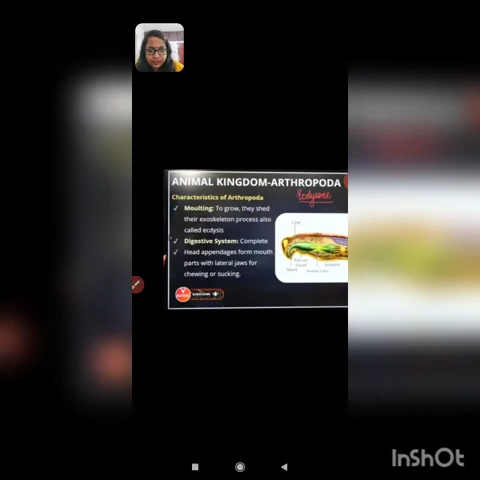 ANIMAL KINGDOM-ARTHROPODA
Ecdysone
Characteristics of Arthropoda
✓ Moulting: To grow, they shed
their exoskeleton process also
called ecdysis
✓ Digestive System: Complete
✓ Head appendages form mouth
parts with lateral jaws for
chewing or sucking.
SUBSCRIBE
InShOt